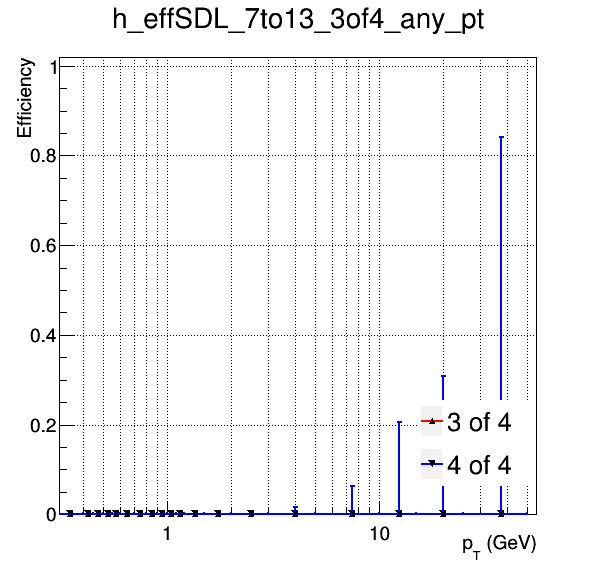 h_effSDL_7to13_3of4_any_pt
Efficiency
1
0.8
0.6
0.4
0.2
0
3 of 4
4 of 4
1 10
p_T (GeV)